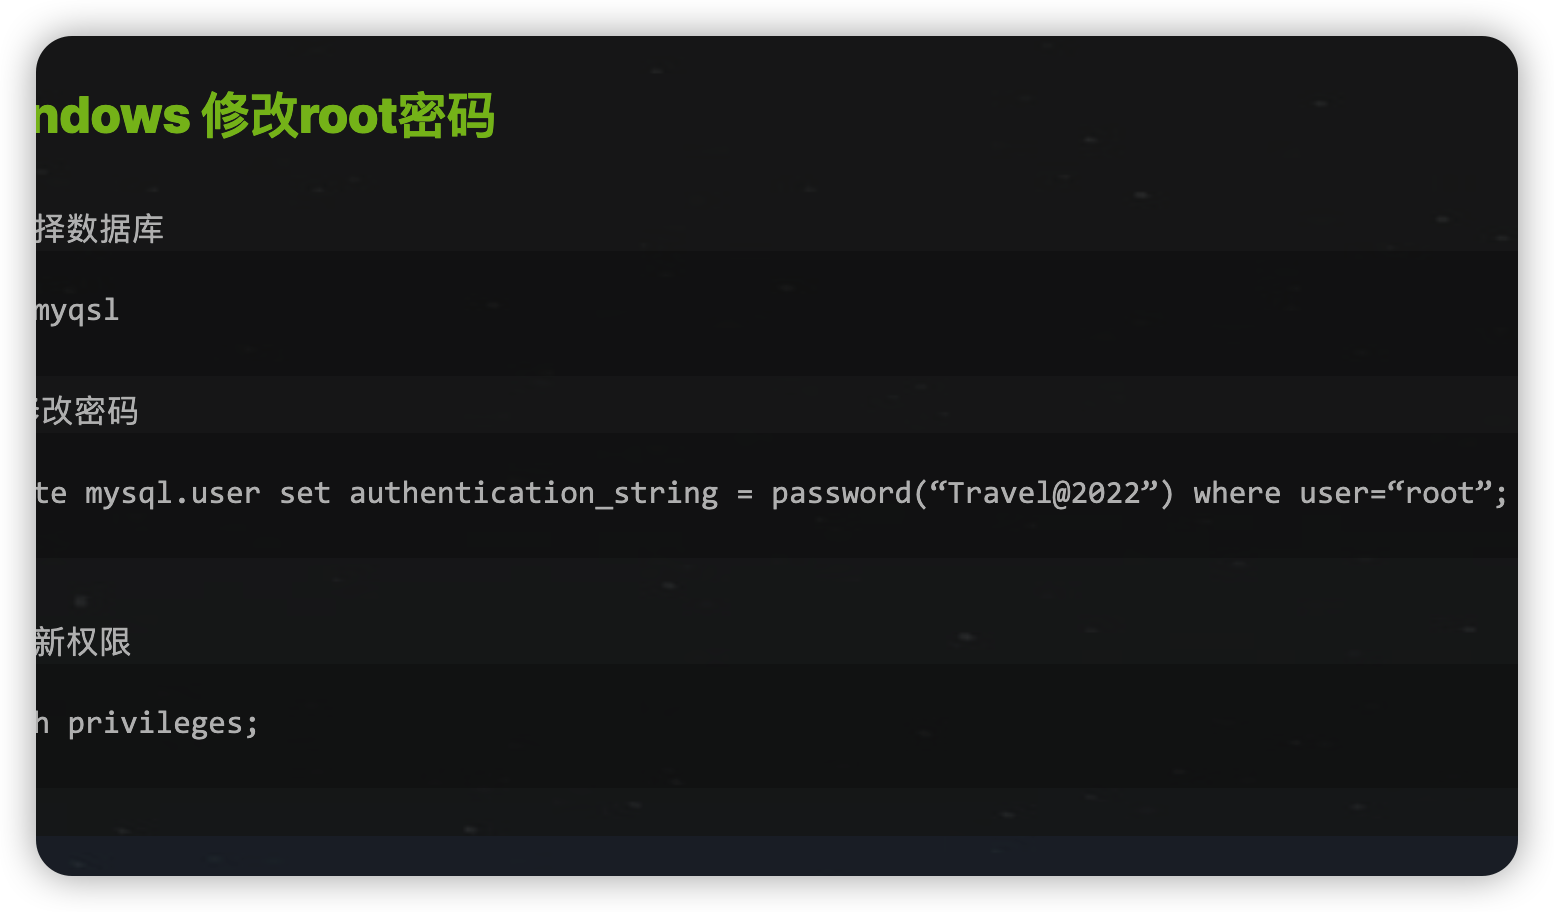 ndows 修改root密码
择数据库
myqsl
改密码
te mysql.user set authentication_string = password(“Travel@2022”) where user=“root”;
新权限
h privileges;